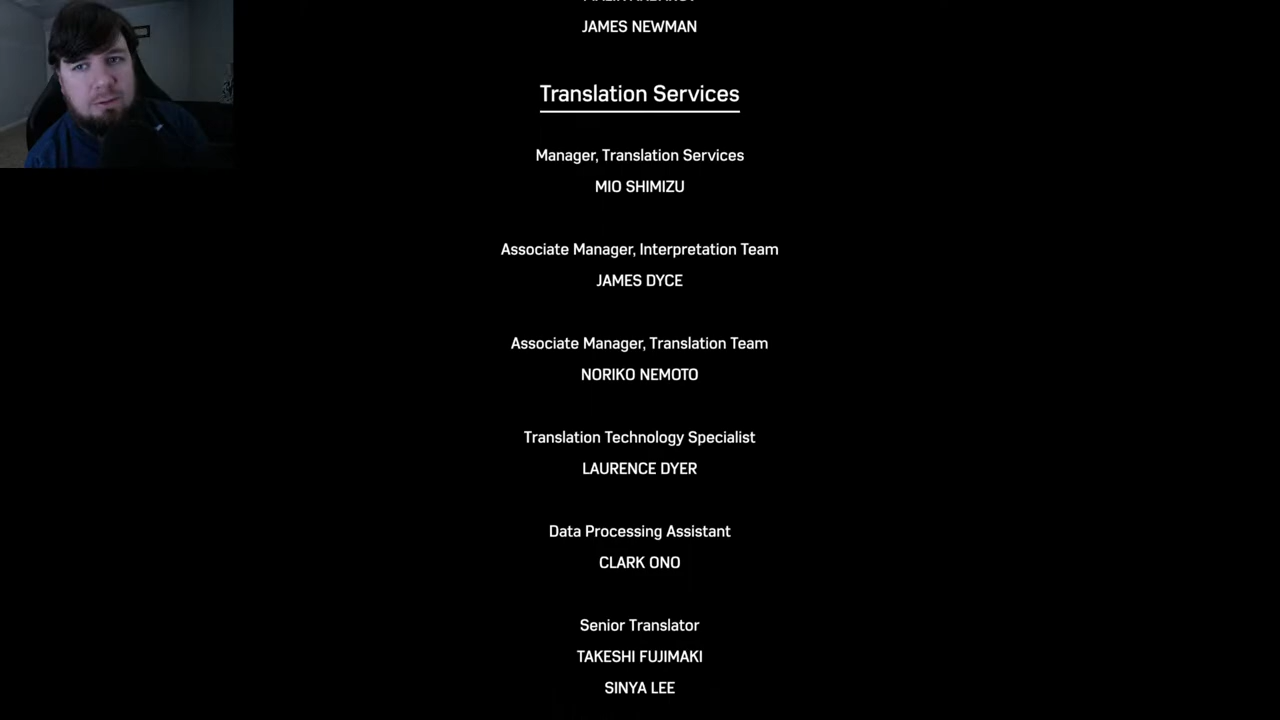 JAMES NEWMAN
Translation Services
Manager, Translation Services
MIO SHIMIZU
Associate Manager, Interpretation Team
JAMES DYCE
Associate Manager, Translation Team
NORIKO NEMOTO
Translation Technology Specialist
LAURENCE DYER
Data Processing Assistant
CLARK ONO
Senior Translator
TAKESHI FUJIMAKI
SINYA LEE